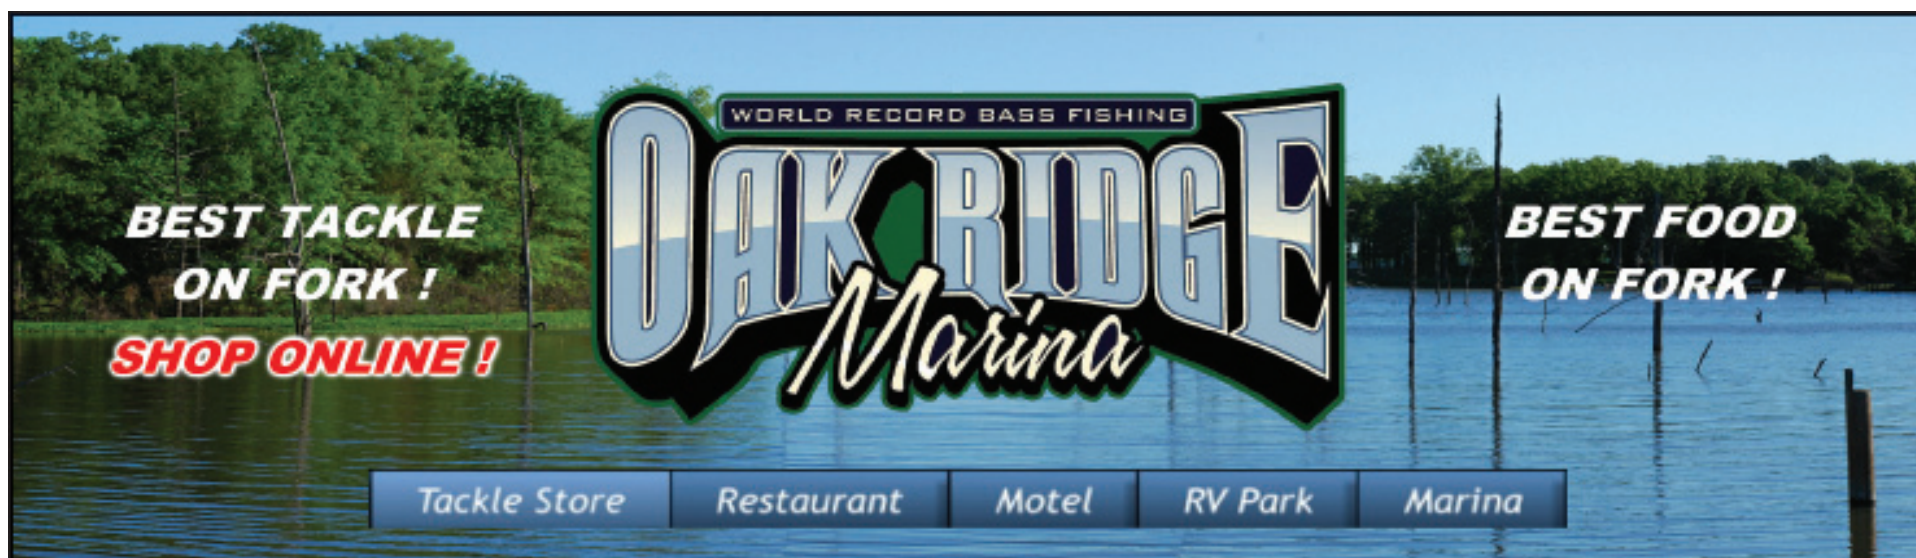 WORLD RECORD BASS FISHING
OAK RIDGE
Marina
BEST TACKLE
ON FORK !
SHOP ONLINE !
BEST FOOD
ON FORK !
Tackle Store
Restaurant
Motel
RV Park
Marina